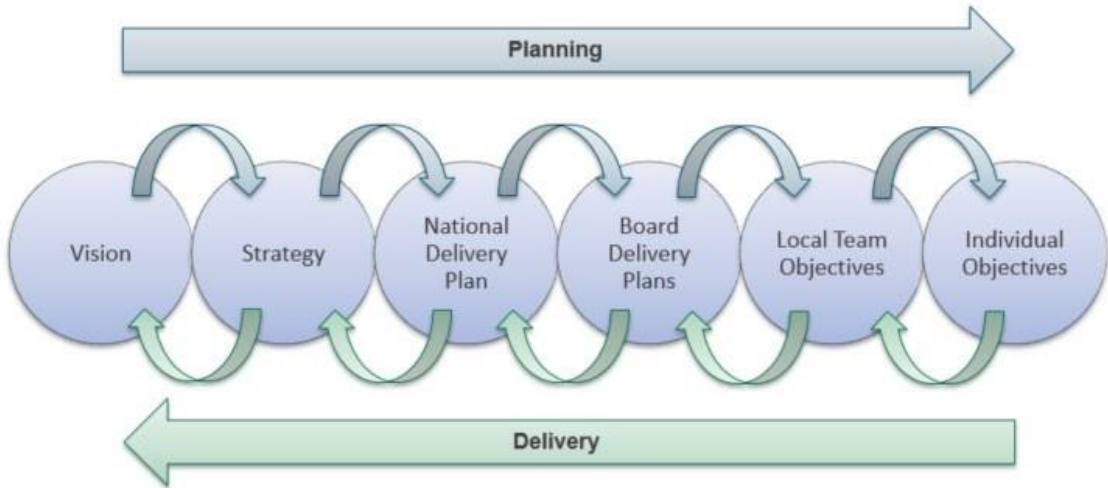 Planning
Vision
Strategy
National
Delivery
Plan
Board
Delivery
Plans
Local Team
Objectives
Individual
Objectives
Delivery